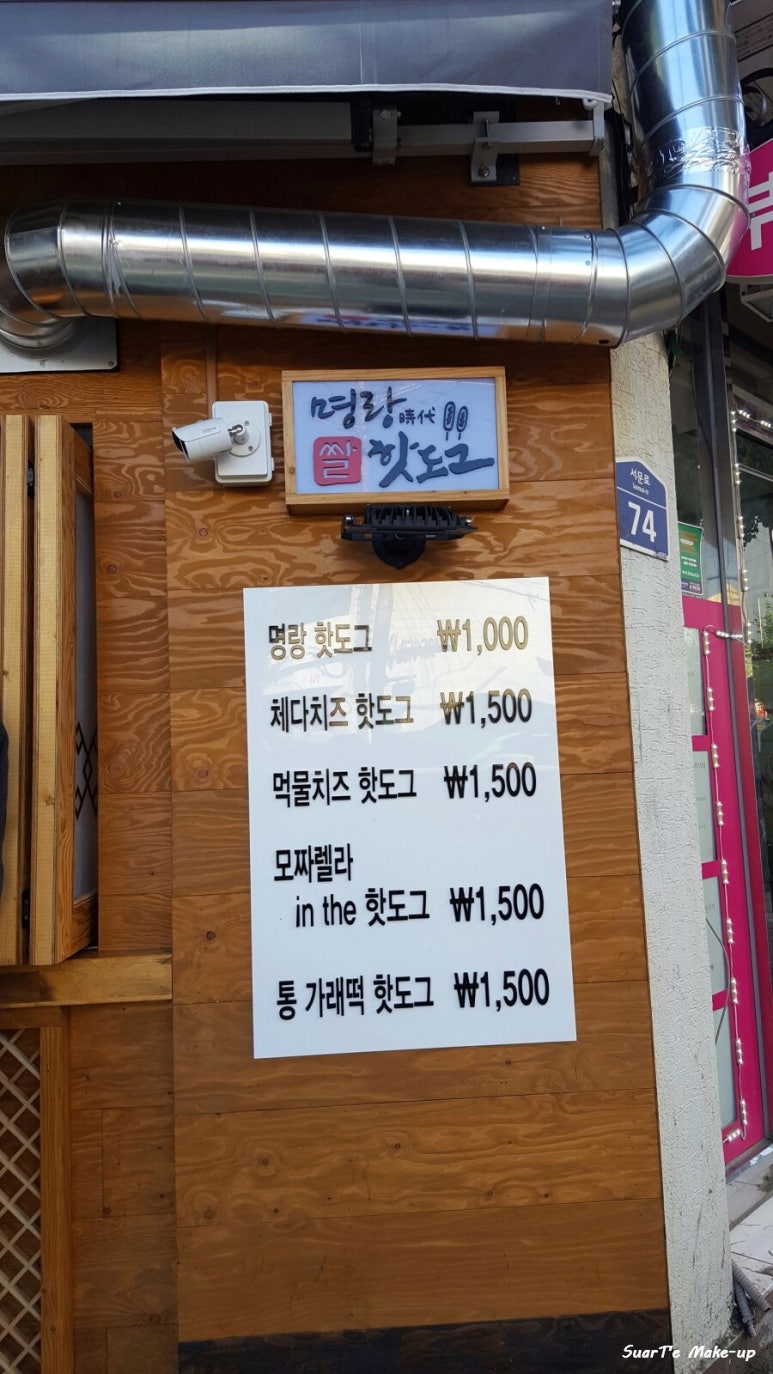 명랑時代
쌀 핫도그
서문로
Seomun-ro
74
명랑 핫도그 ₩1,000
체다치즈 핫도그 ₩1,500
먹물치즈 핫도그 ₩1,500
모짜렐라
in the 핫도그 ₩1,500
통 가래떡 핫도그 ₩1,500
SuarT'e Make-up